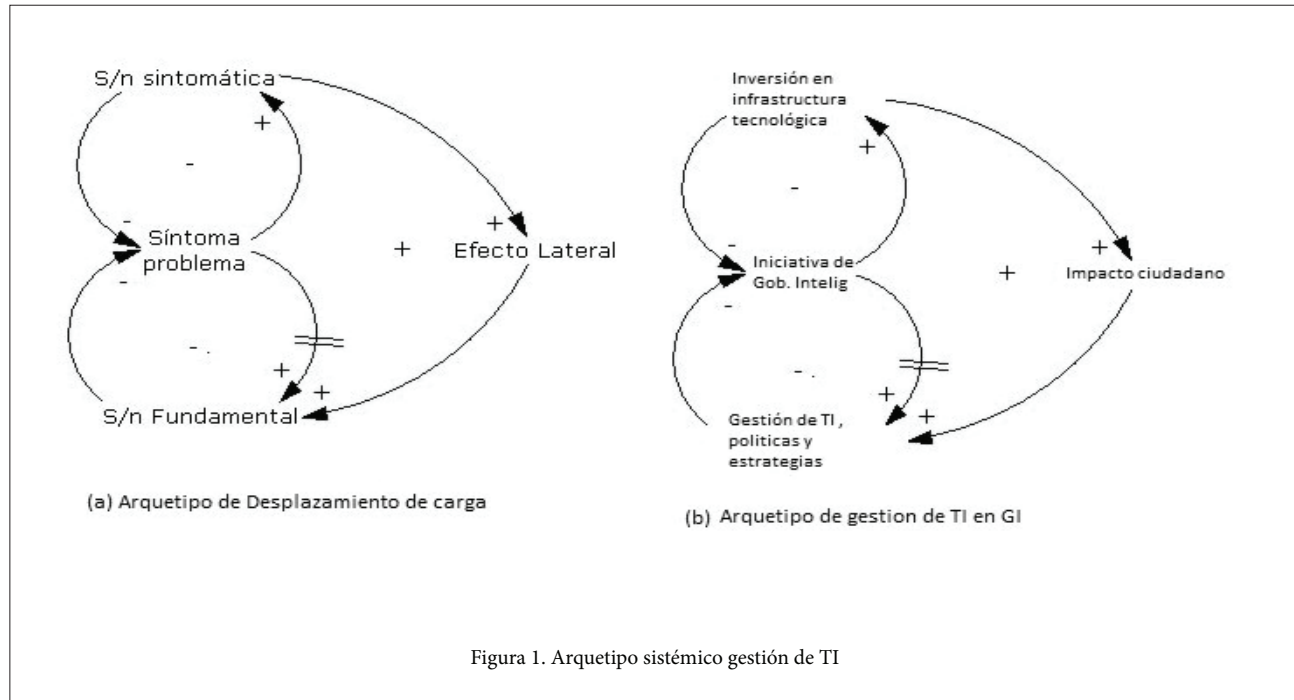 S/n sintomática
+
-
-
Síntoma
problema
-
-.
+
+
S/n Fundamental
+
+
Efecto Lateral
(a) Arquetipo de Desplazamiento de carga
Inversión en
infrastructura
tecnológica
+
-
-
Iniciativa de
Gob. Intelig
-
-.
+
+
Gestión de TI ,
politicas y
estrategias
+
+
Impacto ciudadano
(b) Arquetipo de gestion de TI en GI
Figura 1. Arquetipo sistémico gestión de TI